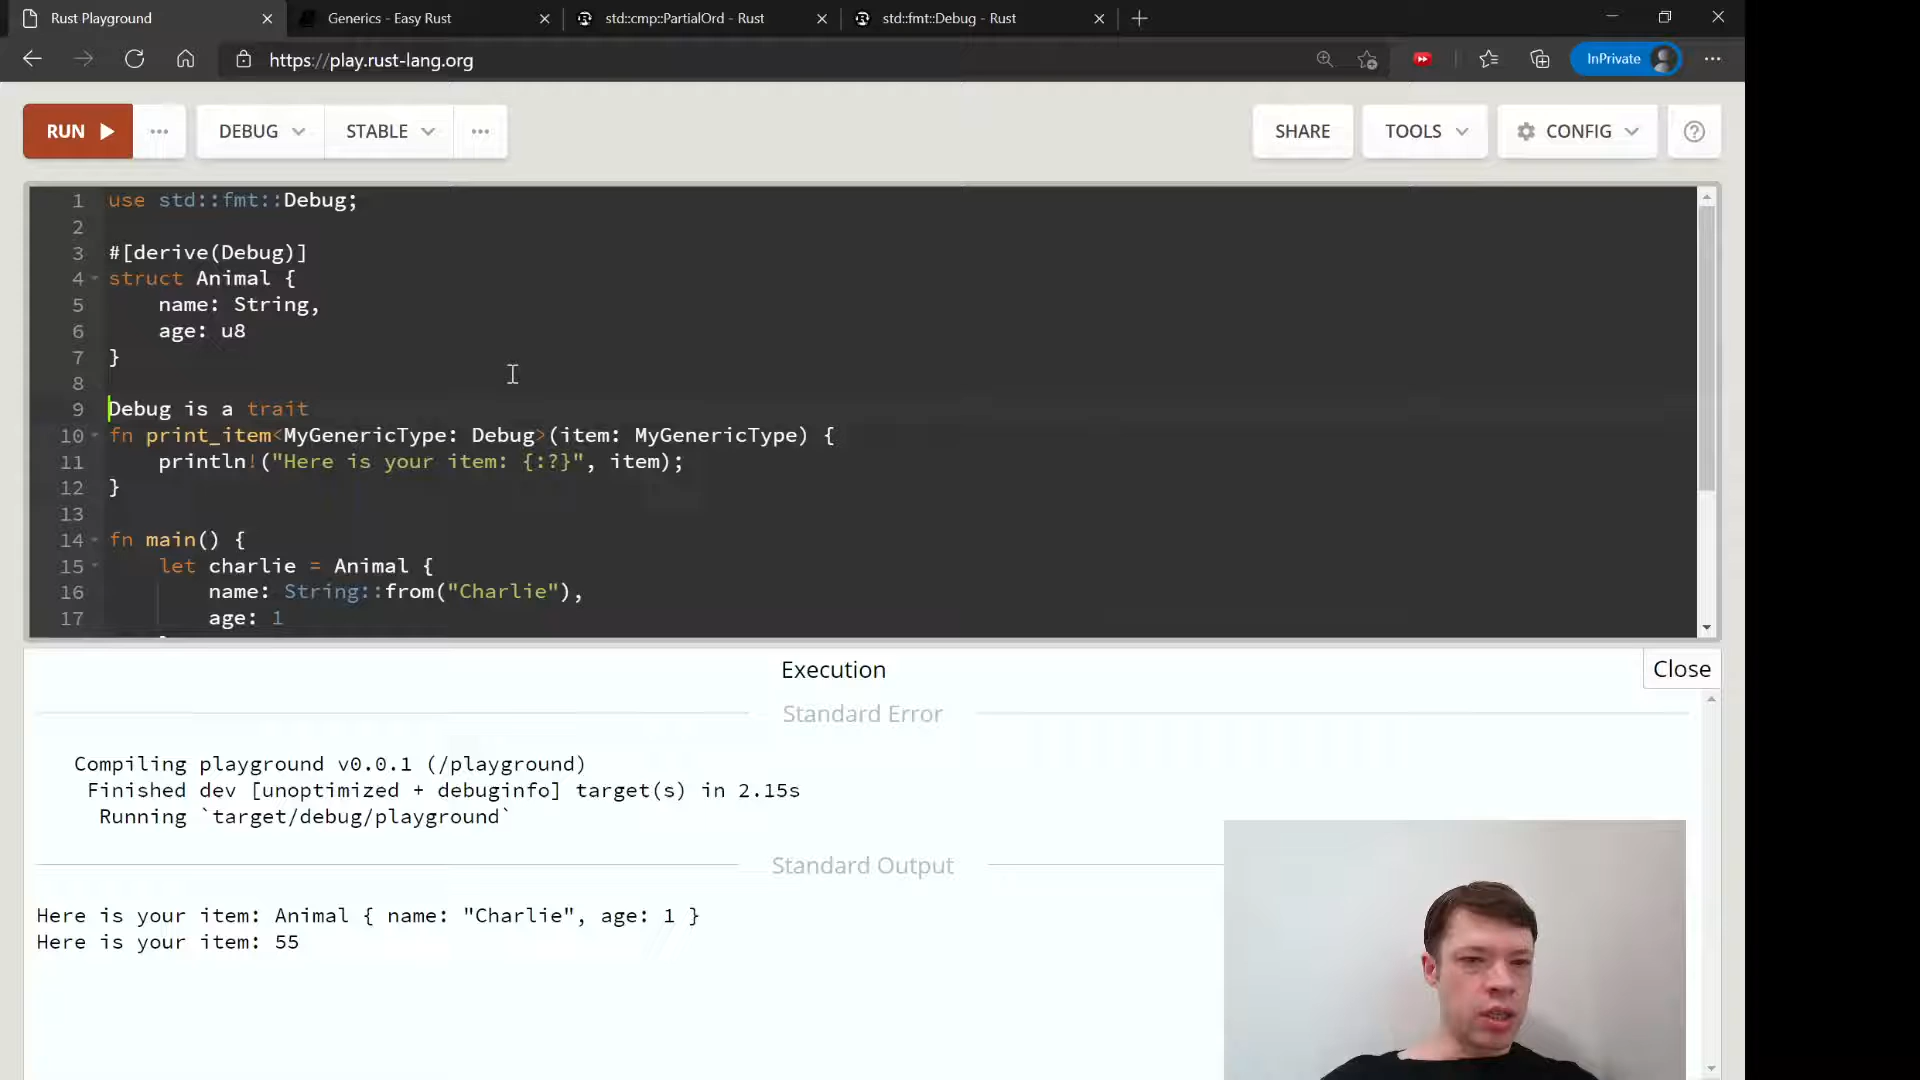 Rust Playground
Generics - Easy Rust
std::cmp::PartialOrd - Rust
std::fmt::Debug - Rust
https://play.rust-lang.org
InPrivate
RUN
DEBUG
STABLE
SHARE
TOOLS
CONFIG
1 use std::fmt::Debug;
2
3 #[derive(Debug)]
4 struct Animal {
5 name: String,
6 age: u8
7 }
8
9 Debug is a trait
10 fn print_item<MyGenericType: Debug>(item: MyGenericType) {
11 println!("Here is your item: {:?}", item);
12 }
13
14 fn main() {
15 let charlie = Animal {
16 name: String::from("Charlie"),
17 age: 1
Execution
Close
Standard Error
Compiling playground v0.0.1 (/playground)
Finished dev [unoptimized + debuginfo] target(s) in 2.15s
Running `target/debug/playground`
Standard Output
Here is your item: Animal { name: "Charlie", age: 1 }
Here is your item: 55